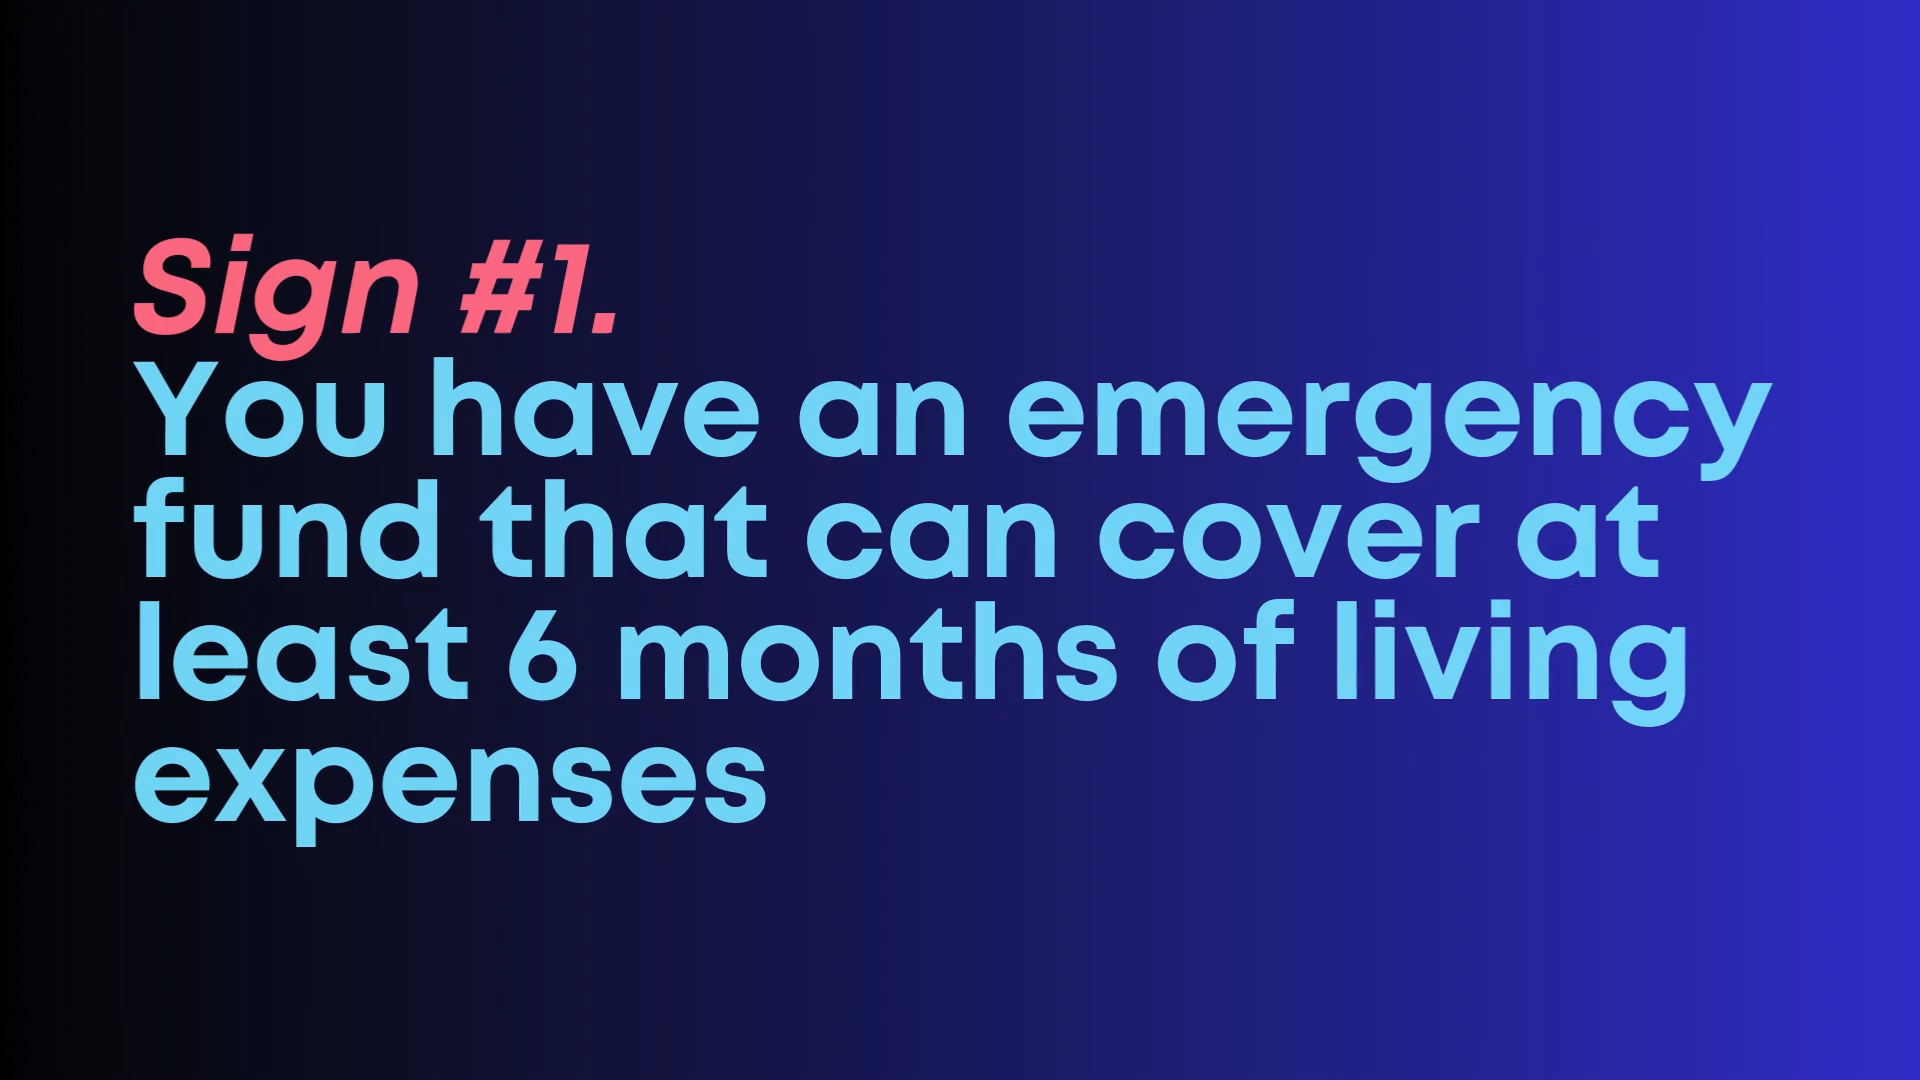 Sign #1.
You have an emergency
fund that can cover at
least 6 months of living
expenses